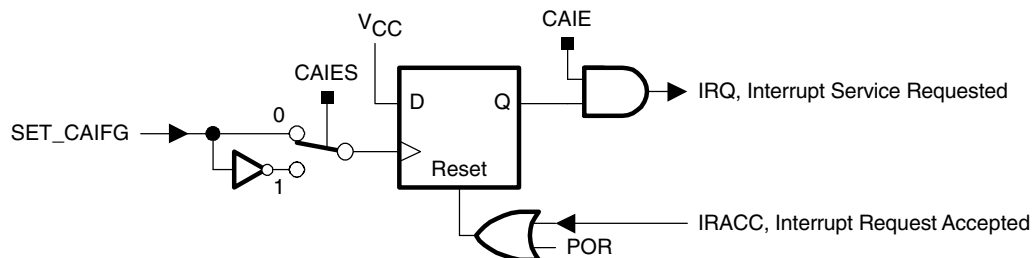 CAIE
VCC
CAIES
D
Q
IRQ, Interrupt Service Requested
0
SET_CAIFG
Reset
1
IRACC, Interrupt Request Accepted
POR